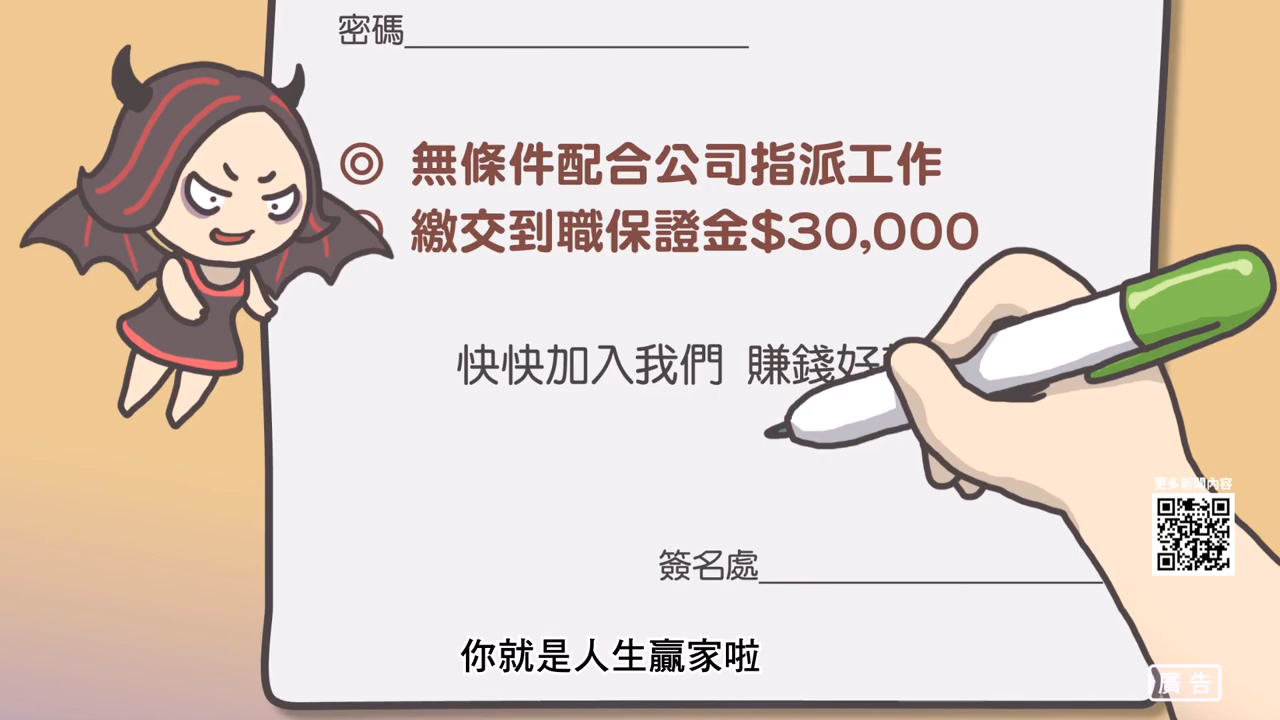 密碼
◎ 無條件配合公司指派工作
◎ 繳交到職保證金$30,000
快快加入我們 賺錢好
更多新聞內容
簽名處
你就是人生贏家啦
廣告